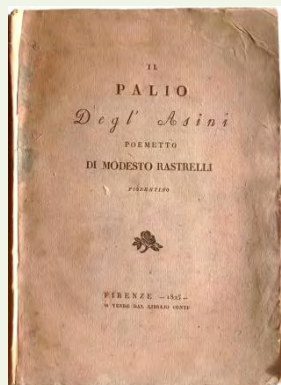 IL
PALIO
Degl' Asini
POEMETTO
DI MODESTO RASTRELLI
FIORENTINO
FIRENZE